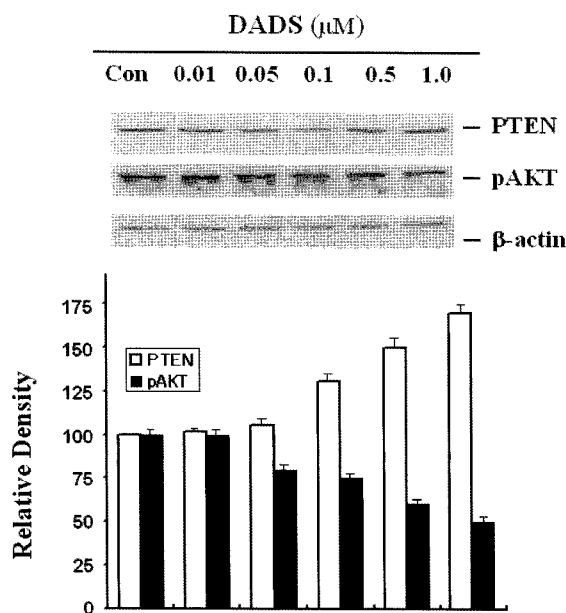 DADS (μM)
Con 0.01 0.05 0.1 0.5 1.0
PTEN
pAKT
β-actin
175
150
125
100
75
50
25
0
Relative Density
PTEN
pAKT